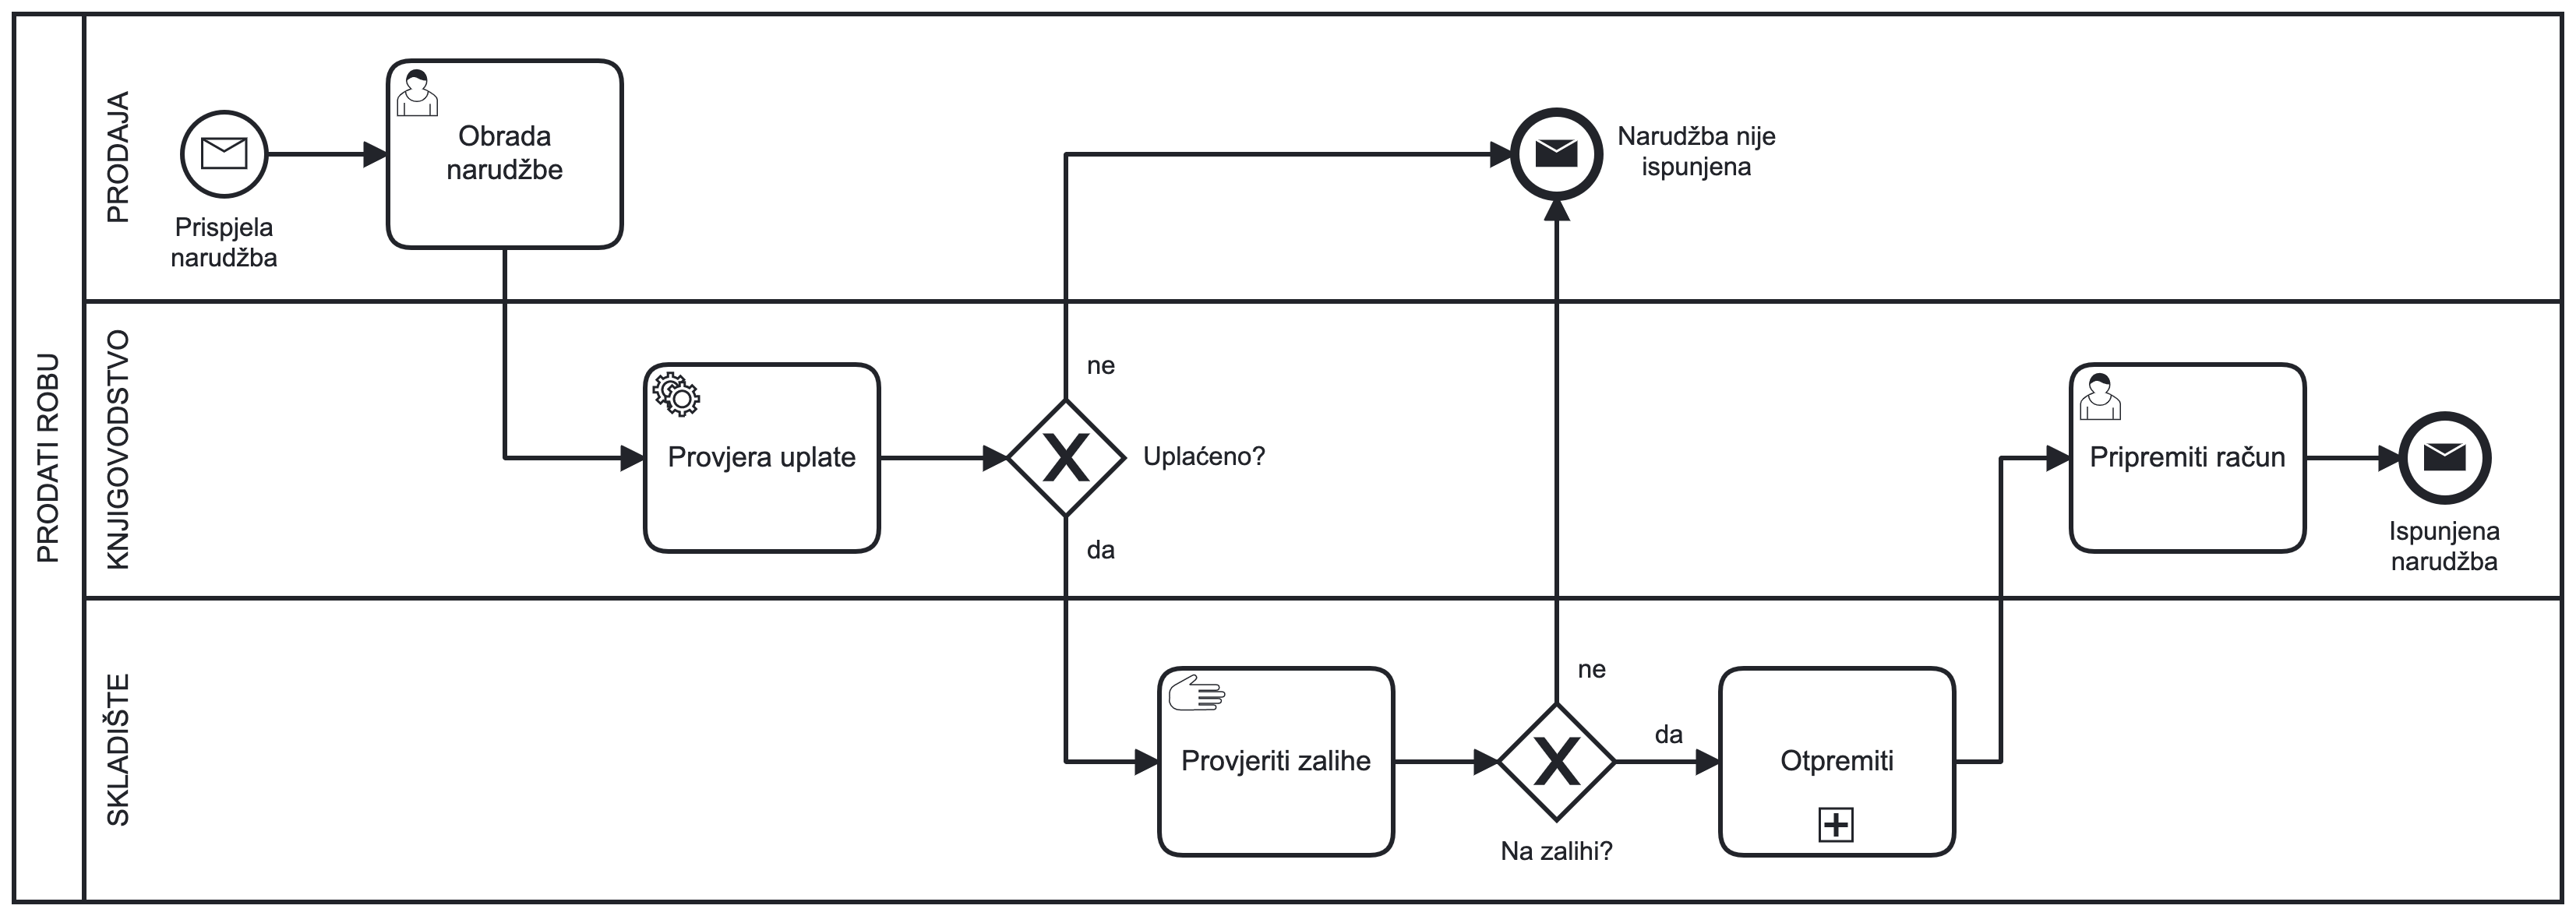 PRODATI ROBU
PRODAJA
Prispjela
narudžba
Obrada
narudžbe
Narudžba nije
ispunjena
KNJIGOVODSTVO
Provjera uplate
ne
Uplaćeno?
da
Pripremiti račun
Ispunjena
narudžba
SKLADIŠTE
Provjeriti zalihe
ne
da
Na zalihi?
Otpremiti